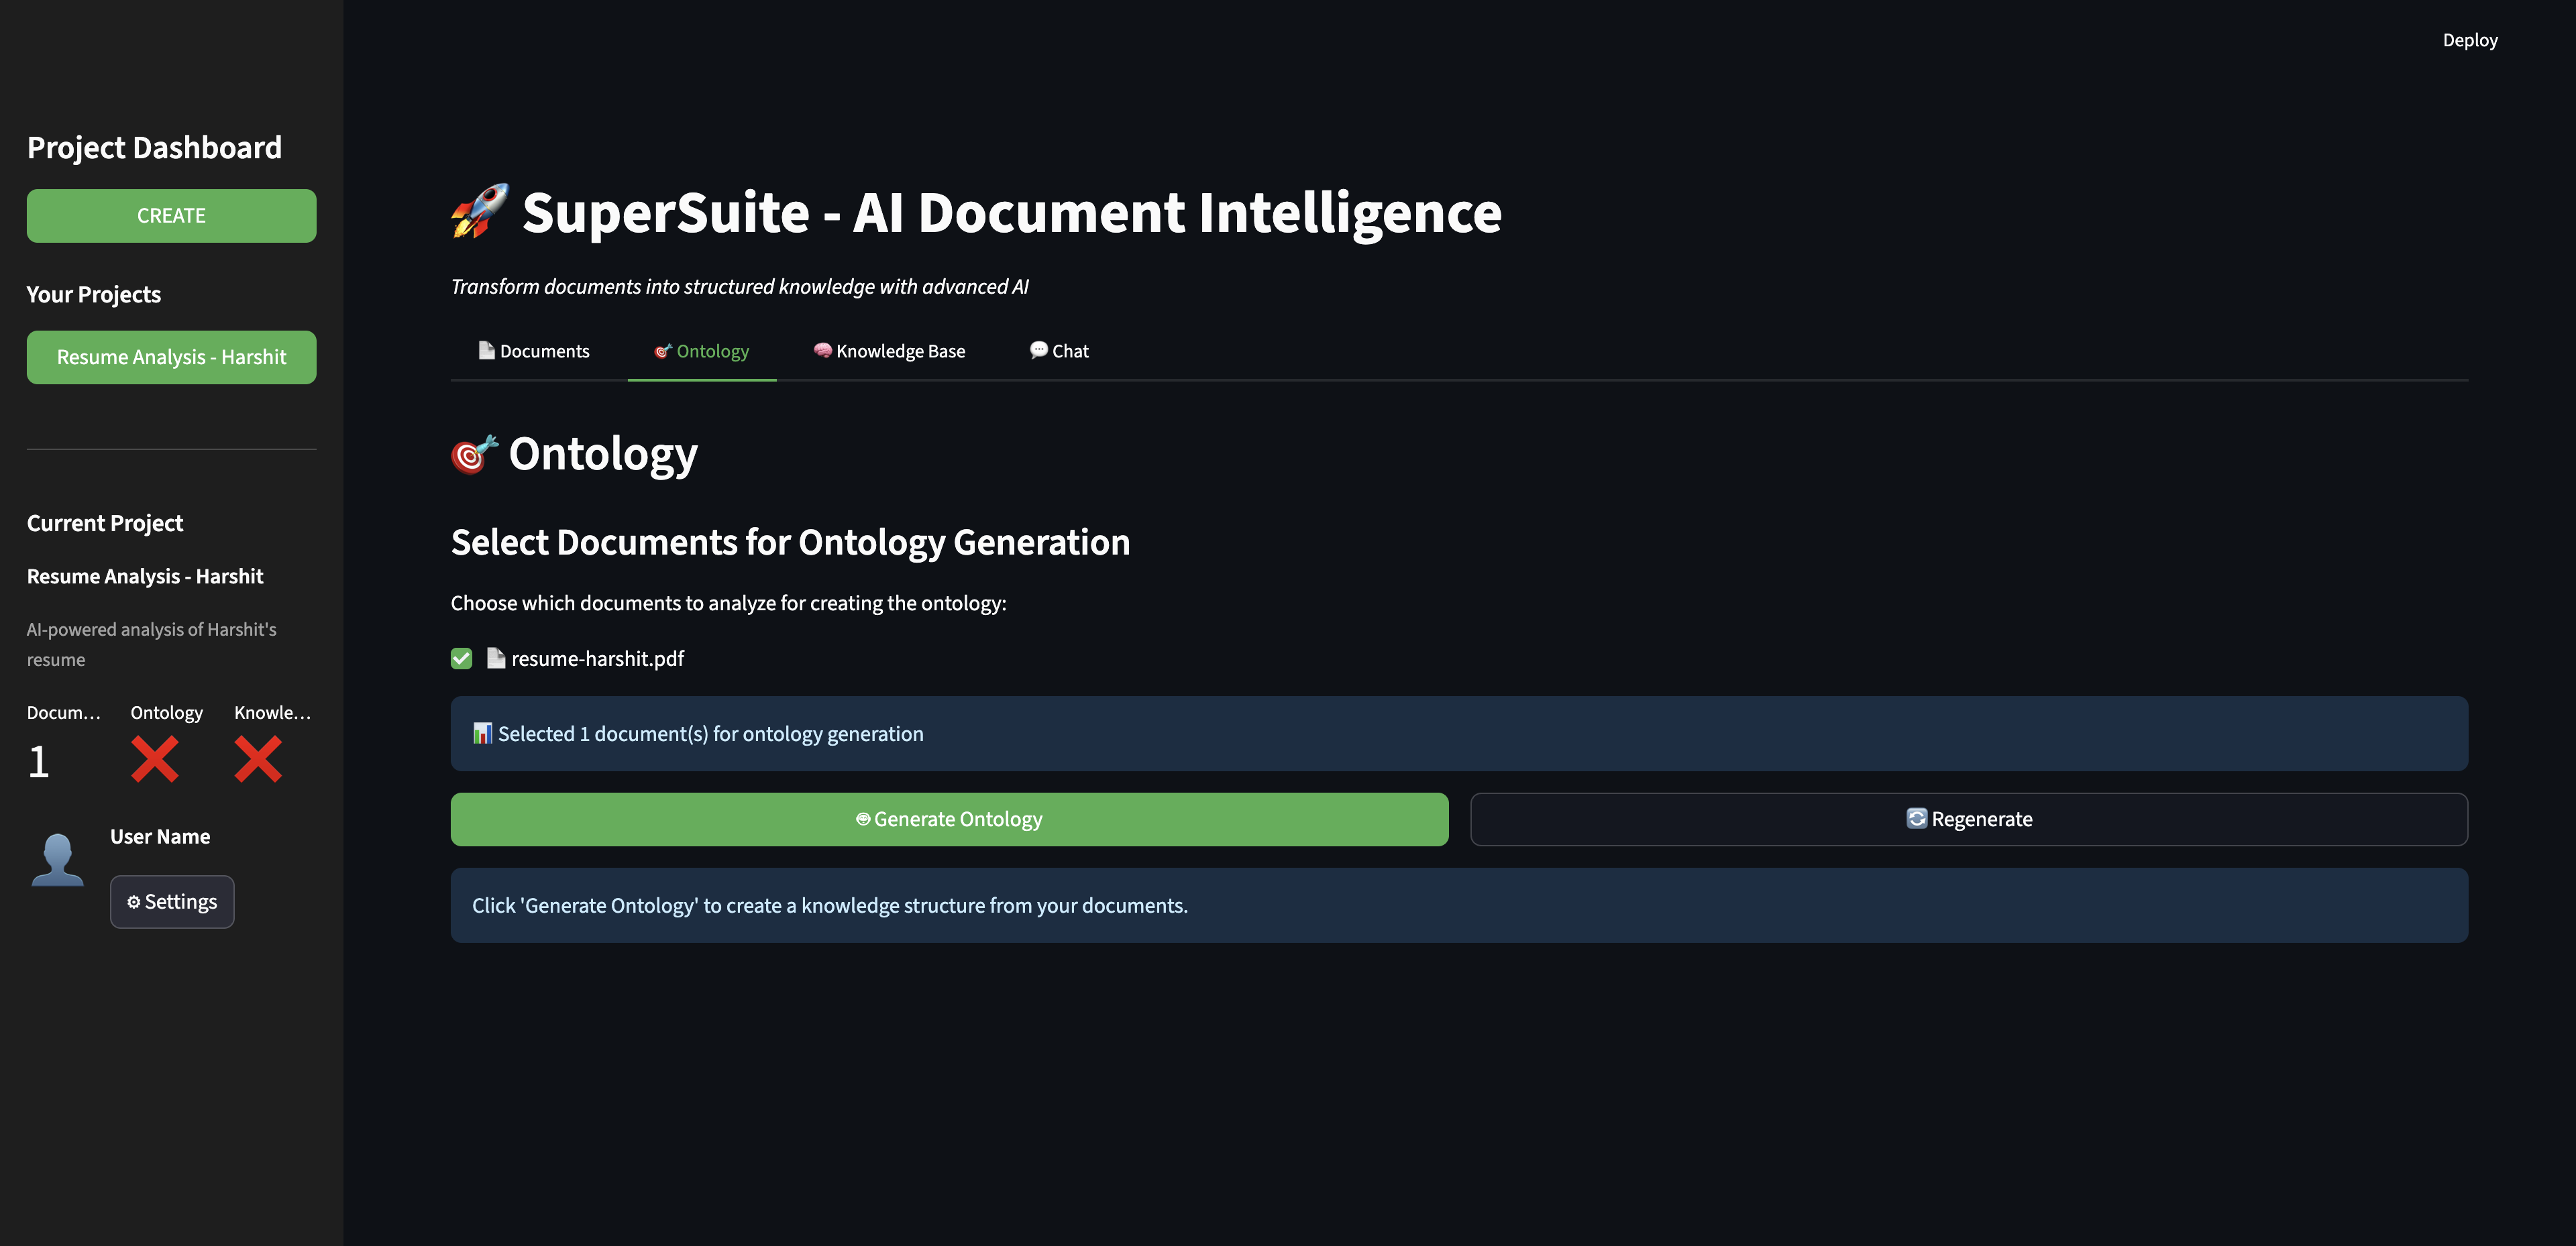 Deploy
Project Dashboard
CREATE
Your Projects
Resume Analysis - Harshit
Current Project
Resume Analysis - Harshit
AI-powered analysis of Harshit's
resume
Docum… Ontology Knowle…
1
User Name
Settings
SuperSuite - AI Document Intelligence
Transform documents into structured knowledge with advanced AI
Documents Ontology Knowledge Base Chat
Ontology
Select Documents for Ontology Generation
Choose which documents to analyze for creating the ontology:
resume-harshit.pdf
Selected 1 document(s) for ontology generation
Generate Ontology Regenerate
Click 'Generate Ontology' to create a knowledge structure from your documents.